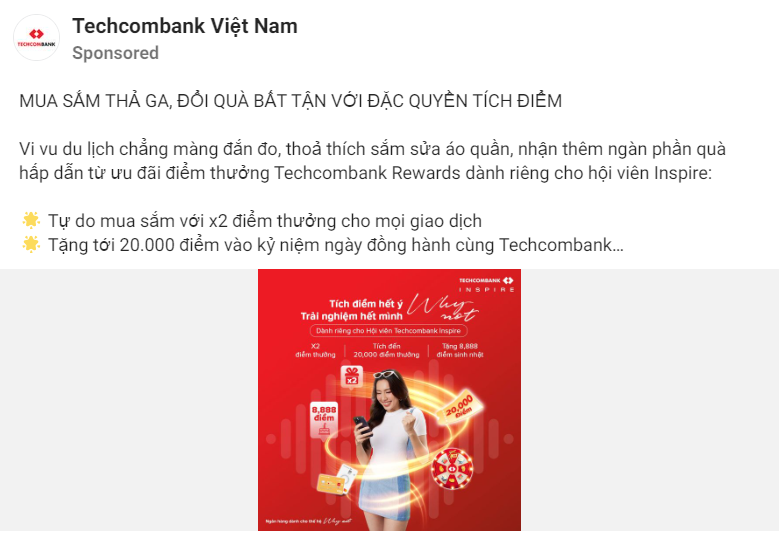 TECHCOMBANK
Techcombank Việt Nam
Sponsored
MUA SẮM THẢ GA, ĐỔI QUÀ BẤT TẬN VỚI ĐẶC QUYỀN TÍCH ĐIỂM
Vi vu du lịch chẳng màng đắn đo, thoả thích sắm sửa áo quần, nhận thêm ngàn phần quà
hấp dẫn từ ưu đãi điểm thưởng Techcombank Rewards dành riêng cho hội viên Inspire:
🌟 Tự do mua sắm với x2 điểm thưởng cho mọi giao dịch
🌟 Tặng tới 20.000 điểm vào kỷ niệm ngày đồng hành cùng Techcombank…
TECHCOMBANK
INSPIRE
Tích điểm hết ý
Trải nghiệm hết mình
Why not
Dành riêng cho Hội viên Techcombank Inspire
X2 điểm thưởng
Tích đến 20,000 điểm thưởng
Tặng 8,888 điểm sinh nhật
x2
8,888 điểm
20,000 ĐIỂM
Ngân hàng dành cho thế hệ Why not